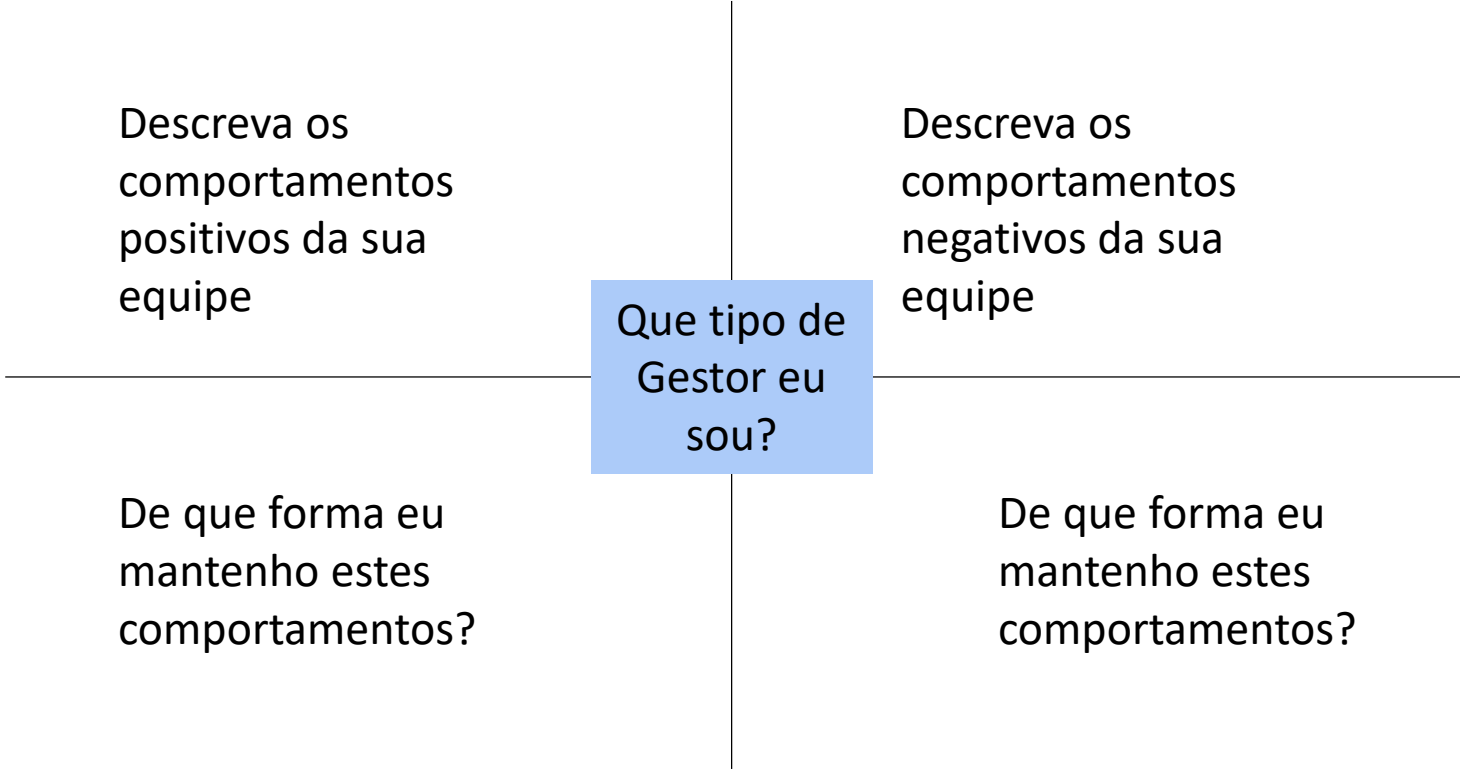 Descreva os
comportamentos
positivos da sua
equipe
Descreva os
comportamentos
negativos da sua
equipe
Que tipo de
Gestor eu
sou?
De que forma eu
mantenho estes
comportamentos?
De que forma eu
mantenho estes
comportamentos?